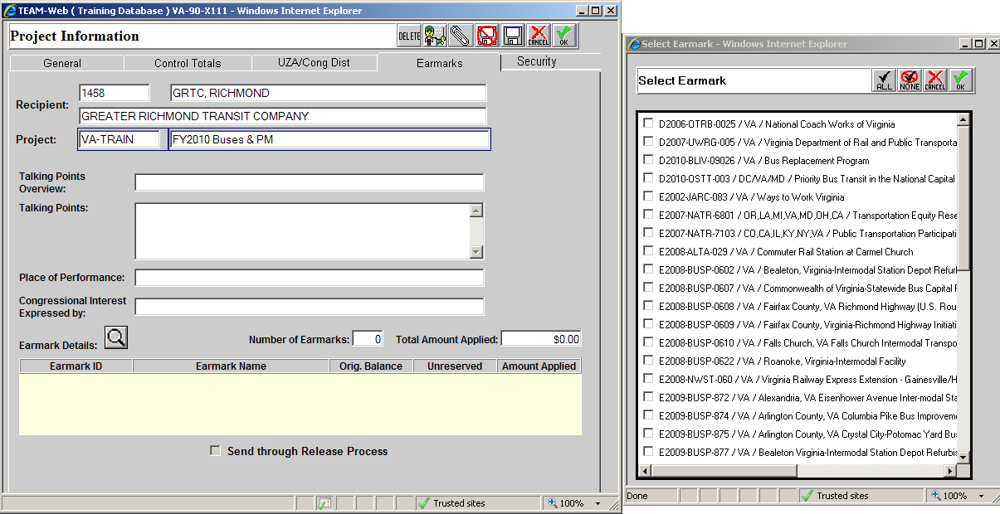 TEAM-Web ( Training Database ) VA-90-X111 - Windows Internet Explorer
Project Information
DELETE
CANCEL
OK
General
Control Totals
UZA/Cong Dist
Earmarks
Security
Recipient:
1458
GRTC, RICHMOND
GREATER RICHMOND TRANSIT COMPANY
Project:
VA-TRAIN
FY2010 Buses & PM
Talking Points
Overview:
Talking Points:
Place of Performance:
Congressional Interest
Expressed by:
Earmark Details:
Number of Earmarks:
0
Total Amount Applied:
$0.00
Earmark ID
Earmark Name
Orig. Balance
Unreserved
Amount Applied
Send through Release Process
Trusted sites
100%
Select Earmark - Windows Internet Explorer
Select Earmark
ALL
NONE
CANCEL
OK
D2006-OTRB-0025 / VA / National Coach Works of Virginia
D2007-UWRG-005 / VA / Virginia Department of Rail and Public Transporta
D2010-BLIV-09026 / VA / Bus Replacement Program
D2010-OSTT-003 / DC/VA/MD / Priority Bus Transit in the National Capital
E2002-JARC-083 / VA / Ways to Work Virginia
E2007-NATR-6801 / OR,LA,MI,VA,MD,OH,CA / Transportation Equity Rese
E2007-NATR-7103 / CO,CA,IL,KY,NY,VA / Public Transportation Participati
E2008-ALTA-029 / VA / Commuter Rail Station at Carmel Church
E2008-BUSP-0602 / VA / Bealeton, Virginia-Intermodal Station Depot Refurl
E2008-BUSP-0607 / VA / Commonwealth of Virginia-Statewide Bus Capital F
E2008-BUSP-0608 / VA / Fairfax County, VA Richmond Highway (U.S. Rou
E2008-BUSP-0609 / VA / Fairfax County, Virginia-Richmond Highway Initiati
E2008-BUSP-0610 / VA / Falls Church, VA Falls Church Intermodal Transpo
E2008-BUSP-0622 / VA / Roanoke, Virginia-Intermodal Facility
E2008-NWST-060 / VA / Virginia Railway Express Extension - Gainesville/H
E2009-BUSP-872 / VA / Alexandria, VA Eisenhower Avenue Inter-modal Sta
E2009-BUSP-874 / VA / Arlington County, VA Columbia Pike Bus Improvem
E2009-BUSP-875 / VA / Arlington County, VA Crystal City-Potomac Yard Bu
E2009-BUSP-877 / VA / Bealeton Virginia-Intermodal Station Depot Refurbis
Done
Trusted sites
100%